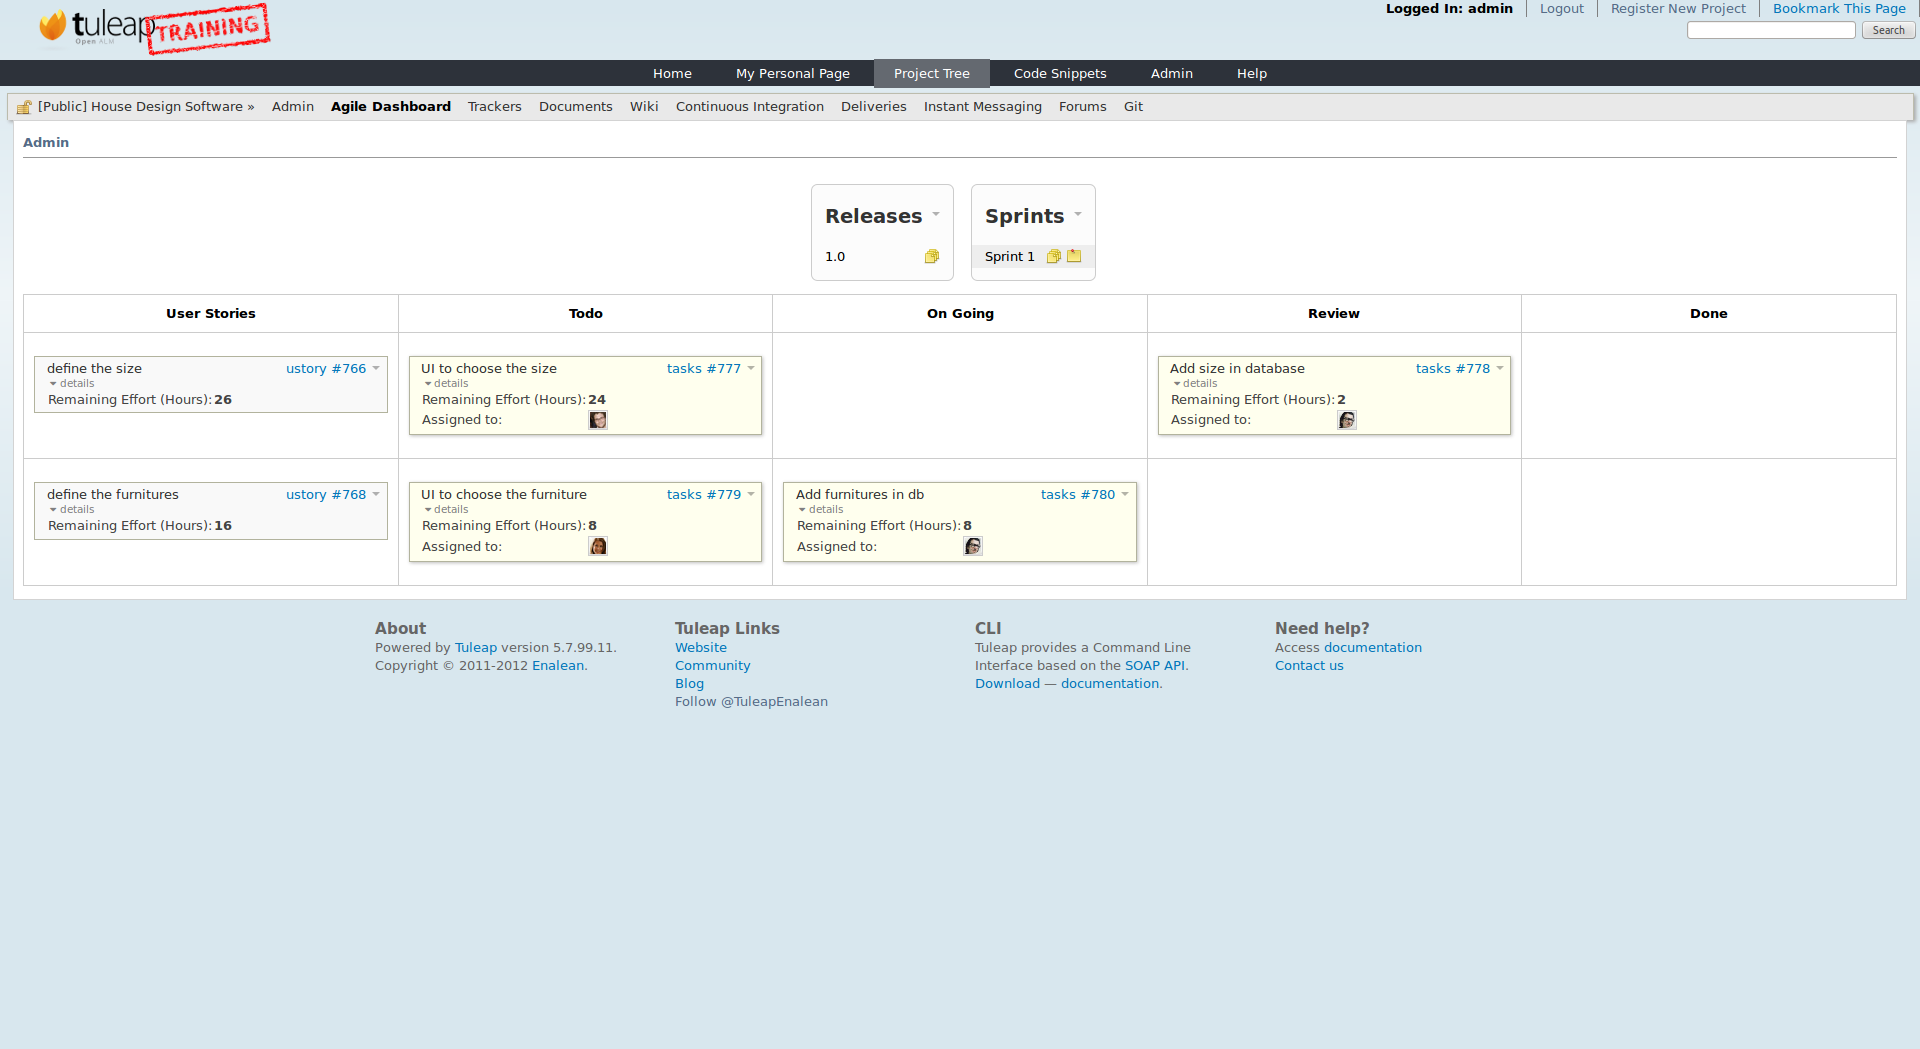 tuleap
Open ALM
TRAINING
Logged In: admin Logout Register New Project Bookmark This Page
Search
Home My Personal Page Project Tree Code Snippets Admin Help
[Public] House Design Software » Admin Agile Dashboard Trackers Documents Wiki Continuous Integration Deliveries Instant Messaging Forums Git
Admin
Releases
1.0
Sprints
Sprint 1
User Stories Todo On Going Review Done
define the size ustory #766
details
Remaining Effort (Hours): 26
UI to choose the size tasks #777
details
Remaining Effort (Hours): 24
Assigned to:
Add size in database tasks #778
details
Remaining Effort (Hours): 2
Assigned to:
define the furnitures ustory #768
details
Remaining Effort (Hours): 16
UI to choose the furniture tasks #779
details
Remaining Effort (Hours): 8
Assigned to:
Add furnitures in db tasks #780
details
Remaining Effort (Hours): 8
Assigned to:
About
Powered by Tuleap version 5.7.99.11.
Copyright © 2011-2012 Enalean.
Tuleap Links
Website
Community
Blog
Follow @TuleapEnalean
CLI
Tuleap provides a Command Line
Interface based on the SOAP API.
Download — documentation.
Need help?
Access documentation
Contact us